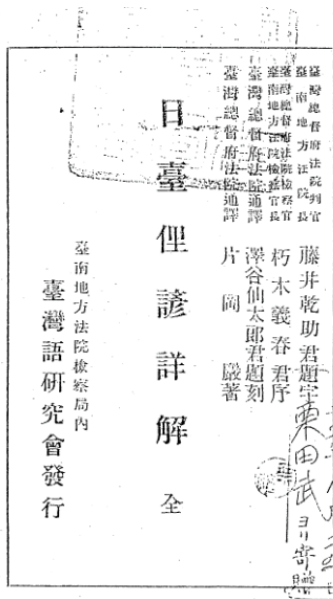 臺灣總督府法院判官
臺南地方法院長
藤井乾助君題字
臺灣總督府法院檢察官
臺南地方法院檢察官長
朽木義春君序
臺灣總督府法院通譯
澤谷仙太郎君題刻
臺灣總督府法院通譯
片岡巖著
日臺俚諺詳解 全
臺南地方法院檢察局內
臺灣語研究會發行
栗田武ヨリ寄贈